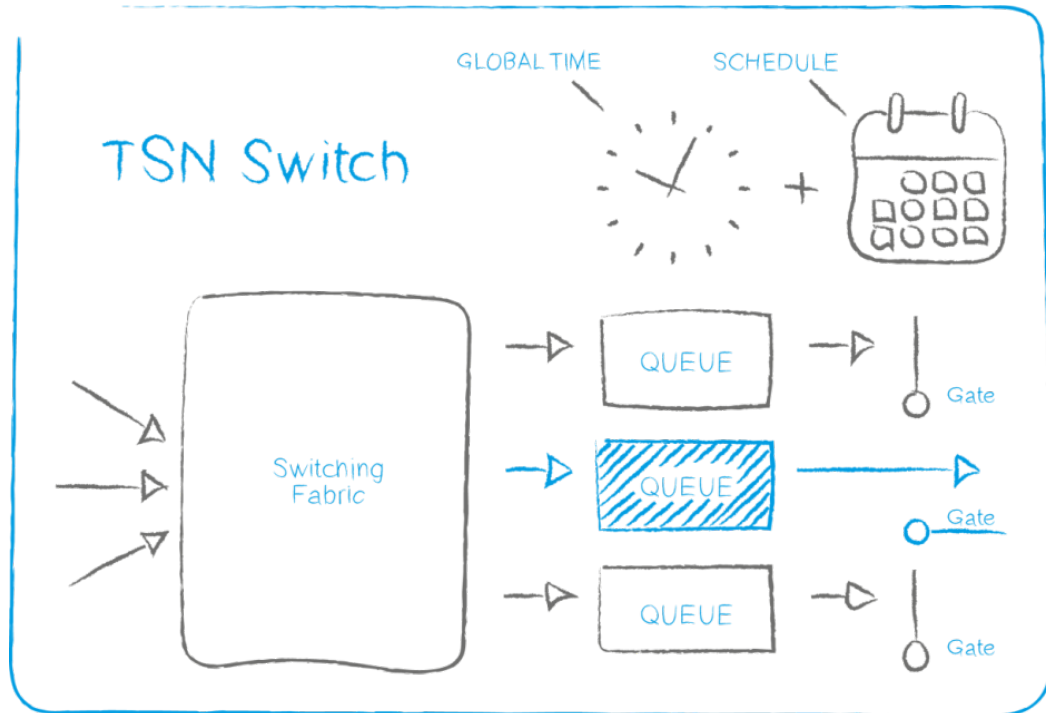 GLOBAL TIME
SCHEDULE
TSN Switch
Switching
Fabric
QUEUE
Gate
QUEUE
Gate
QUEUE
Gate